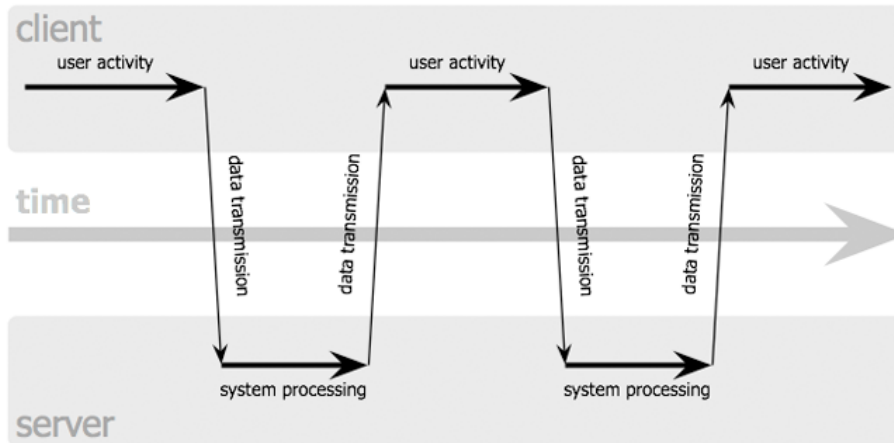 client
user activity
user activity
user activity
data transmission
data transmission
data transmission
data transmission
time
system processing
system processing
server